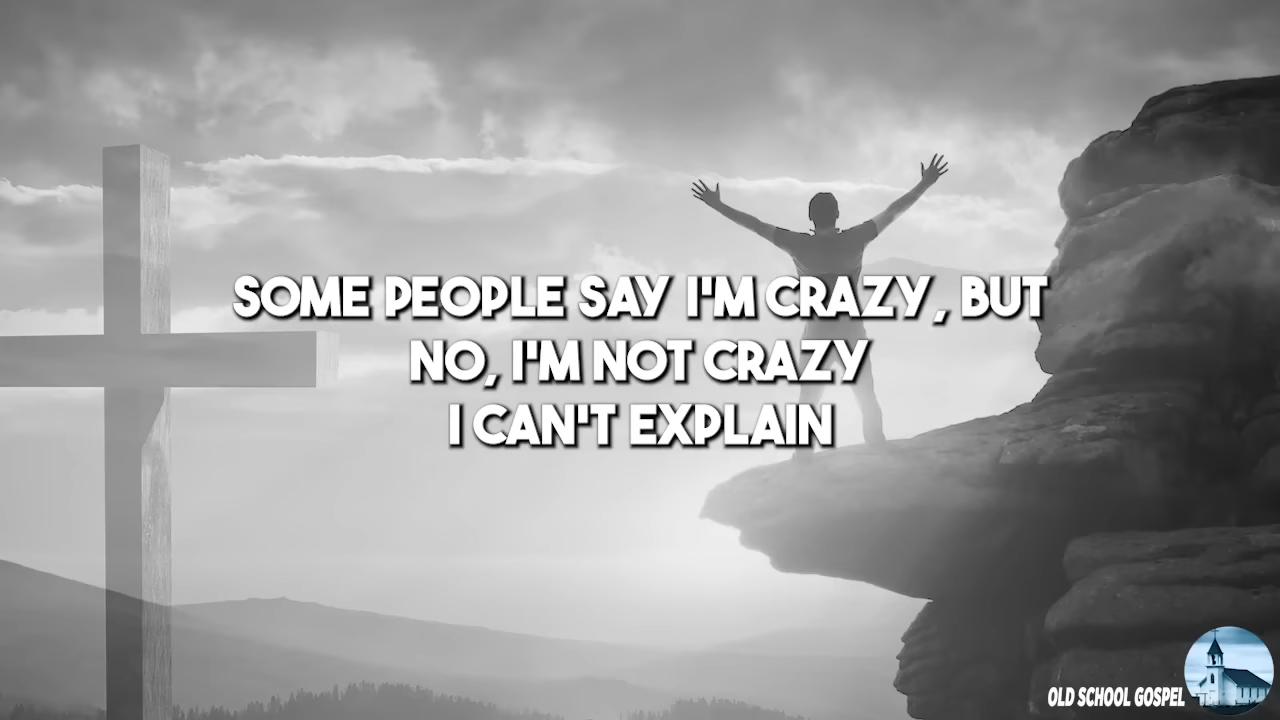 SOME PEOPLE SAY I'M CRAZY, BUT
NO, I'M NOT CRAZY
I CAN'T EXPLAIN
OLD SCHOOL GOSPEL